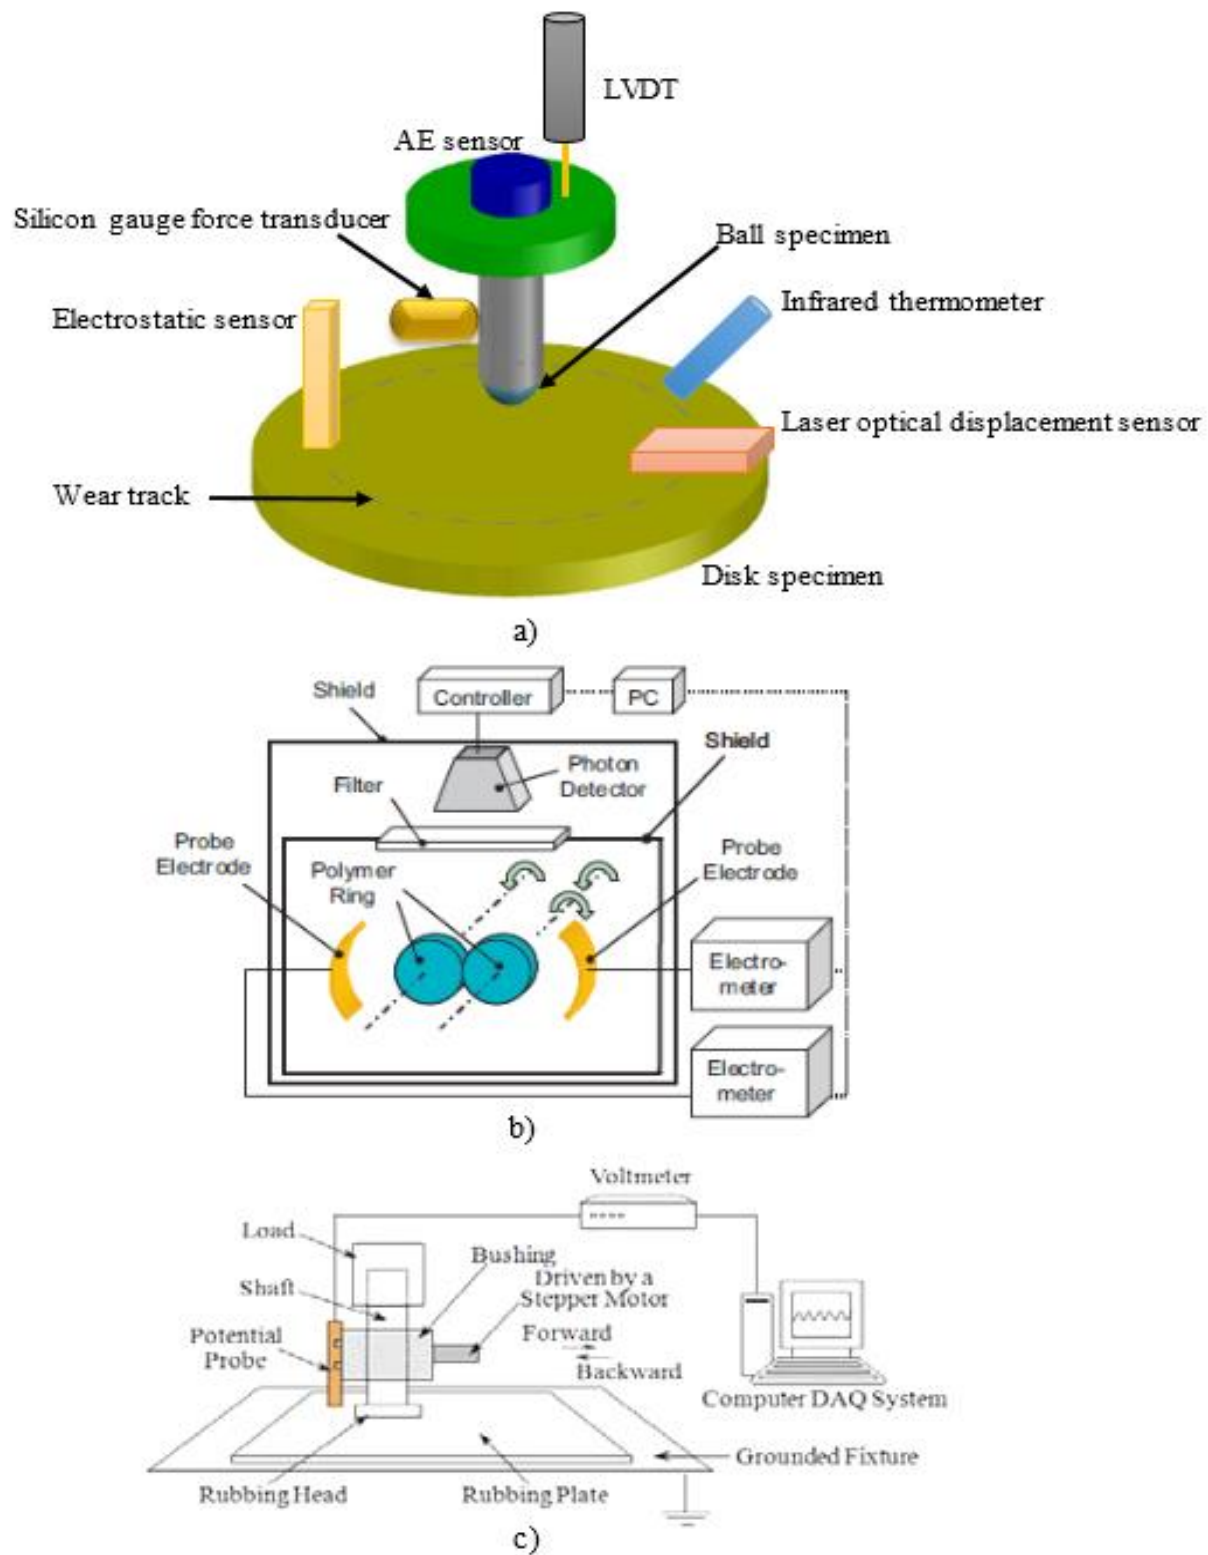 LVDT
AE sensor
Silicon gauge force transducer
Ball specimen
Infrared thermometer
Electrostatic sensor
Laser optical displacement sensor
Wear track
Disk specimen
a)
Shield
Controller
PC
Shield
Photon
Detector
Filter
Probe
Electrode
Polymer
Ring
Probe
Electrode
Electro-
meter
Electro-
meter
b)
Voltmeter
Load
Bushing
Shaft
Driven by a
Stepper Motor
Potential
Probe
Forward
Backward
Computer DAQ System
Grounded Fixture
Rubbing Head
Rubbing Plate
c)